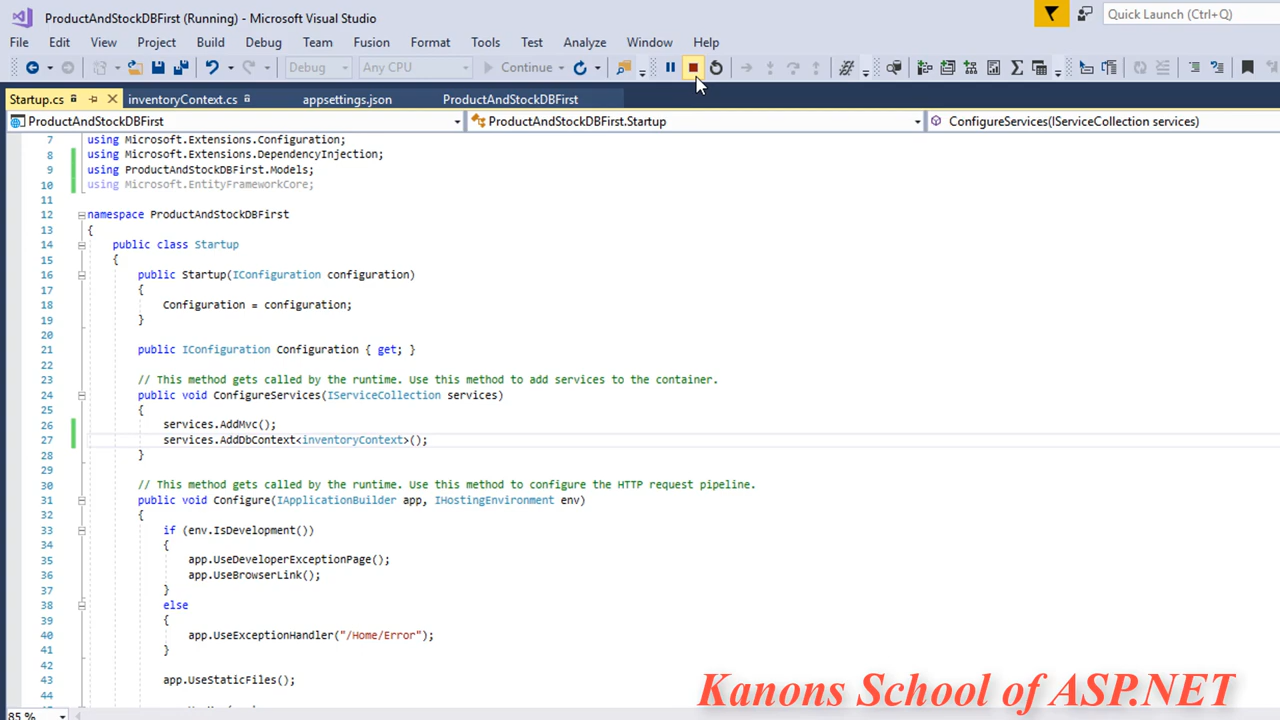 ProductAndStockDBFirst (Running) - Microsoft Visual Studio
Quick Launch (Ctrl+Q)
File Edit View Project Build Debug Team Fusion Format Tools Test Analyze Window Help
Debug Any CPU Continue
Startup.cs inventoryContext.cs appsettings.json ProductAndStockDBFirst
ProductAndStockDBFirst ProductAndStockDBFirst.Startup ConfigureServices(IServiceCollection services)
7 using Microsoft.Extensions.Configuration;
8 using Microsoft.Extensions.DependencyInjection;
9 using ProductAndStockDBFirst.Models;
10 using Microsoft.EntityFrameworkCore;
11
12 namespace ProductAndStockDBFirst
13 {
14 public class Startup
15 {
16 public Startup(IConfiguration configuration)
17 {
18 Configuration = configuration;
19 }
20
21 public IConfiguration Configuration { get; }
22
23 // This method gets called by the runtime. Use this method to add services to the container.
24 public void ConfigureServices(IServiceCollection services)
25 {
26 services.AddMvc();
27 services.AddDbContext<inventoryContext>();
28 }
29
30 // This method gets called by the runtime. Use this method to configure the HTTP request pipeline.
31 public void Configure(IApplicationBuilder app, IHostingEnvironment env)
32 {
33 if (env.IsDevelopment())
34 {
35 app.UseDeveloperExceptionPage();
36 app.UseBrowserLink();
37 }
38 else
39 {
40 app.UseExceptionHandler("/Home/Error");
41 }
42
43 app.UseStaticFiles();
44
85 %
Kanons School of ASP.NET